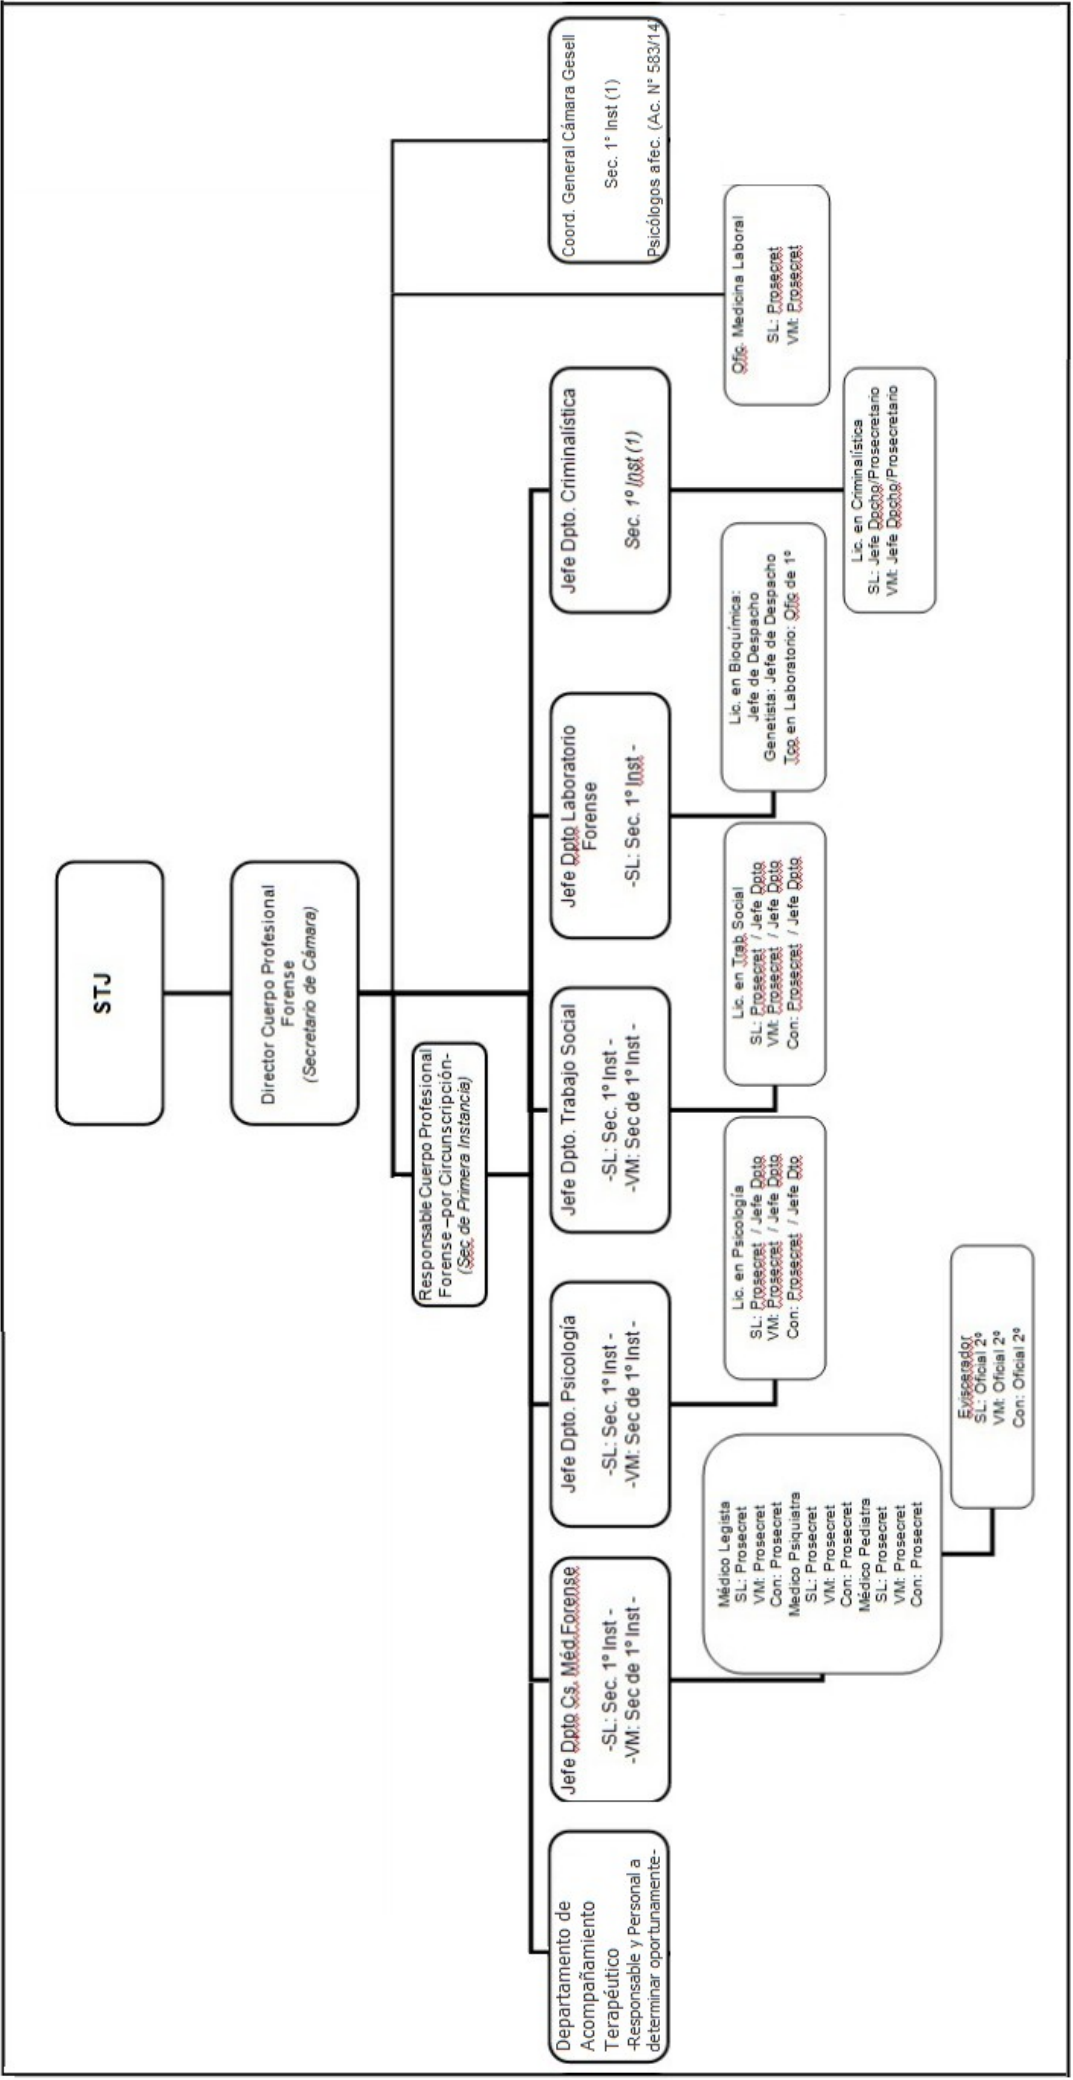 STJ
Director Cuerpo Profesional
Forense
(Secretario de Cámara)
Responsable Cuerpo Profesional
Forense –por Circunscripción-
(Sec de Primera Instancia)
Departamento de
Acompañamiento
Terapéutico
-Responsable y Personal a
determinar oportunamente-
Jefe Dpto Cs. Méd.Forense
-SL: Sec. 1º Inst -
-VM: Sec de 1º Inst -
Jefe Dpto. Psicología
-SL: Sec. 1º Inst -
-VM: Sec de 1º Inst -
Jefe Dpto. Trabajo Social
-SL: Sec. 1º Inst -
-VM: Sec de 1º Inst -
Jefe Dpto Laboratorio
Forense
-SL: Sec. 1º Inst -
Jefe Dpto. Criminalística
Sec. 1º Inst (1)
Coord. General Cámara Gesell
Sec. 1° Inst (1)
Psicólogos afec. (Ac. N° 583/14)
Médico Legista
SL: Prosecret
VM: Prosecret
Con: Prosecret
Medico Psiquiatra
SL: Prosecret
VM: Prosecret
Con: Prosecret
Médico Pediatra
SL: Prosecret
VM: Prosecret
Con: Prosecret
Lic. en Psicología
SL: Prosecret / Jefe Dpto
VM: Prosecret / Jefe Dpto
Con: Prosecret / Jefe Dto
Lic. en Trab Social
SL: Prosecret / Jefe Dpto
VM: Prosecret / Jefe Dpto
Con: Prosecret / Jefe Dpto
Lic. en Bioquímica:
Jefe de Despacho
Genetista: Jefe de Despacho
Tco en Laboratorio: Ofic de 1º
Ofic. Medicina Laboral
SL: Prosecret
VM: Prosecret
Lic. en Criminalística
SL: Jefe Dpcho/Prosecretario
VM: Jefe Dpcho/Prosecretario
Eviscerador
SL: Oficial 2º
VM: Oficial 2º
Con: Oficial 2º